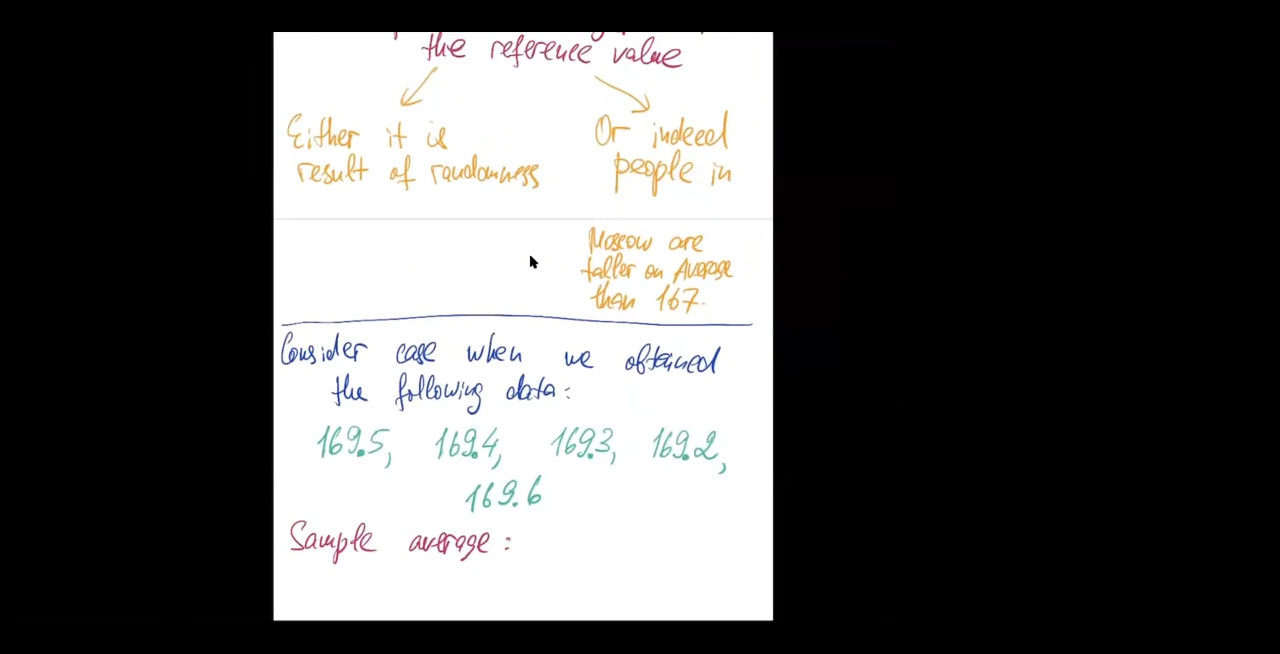 the reference value
Either it is
result of randomness
Or indeed
people in
Moscow are
taller on Average
than 167.
Consider case when we obtained
the following data:
169.5, 169.4, 169.3, 169.2,
169.6
Sample average: